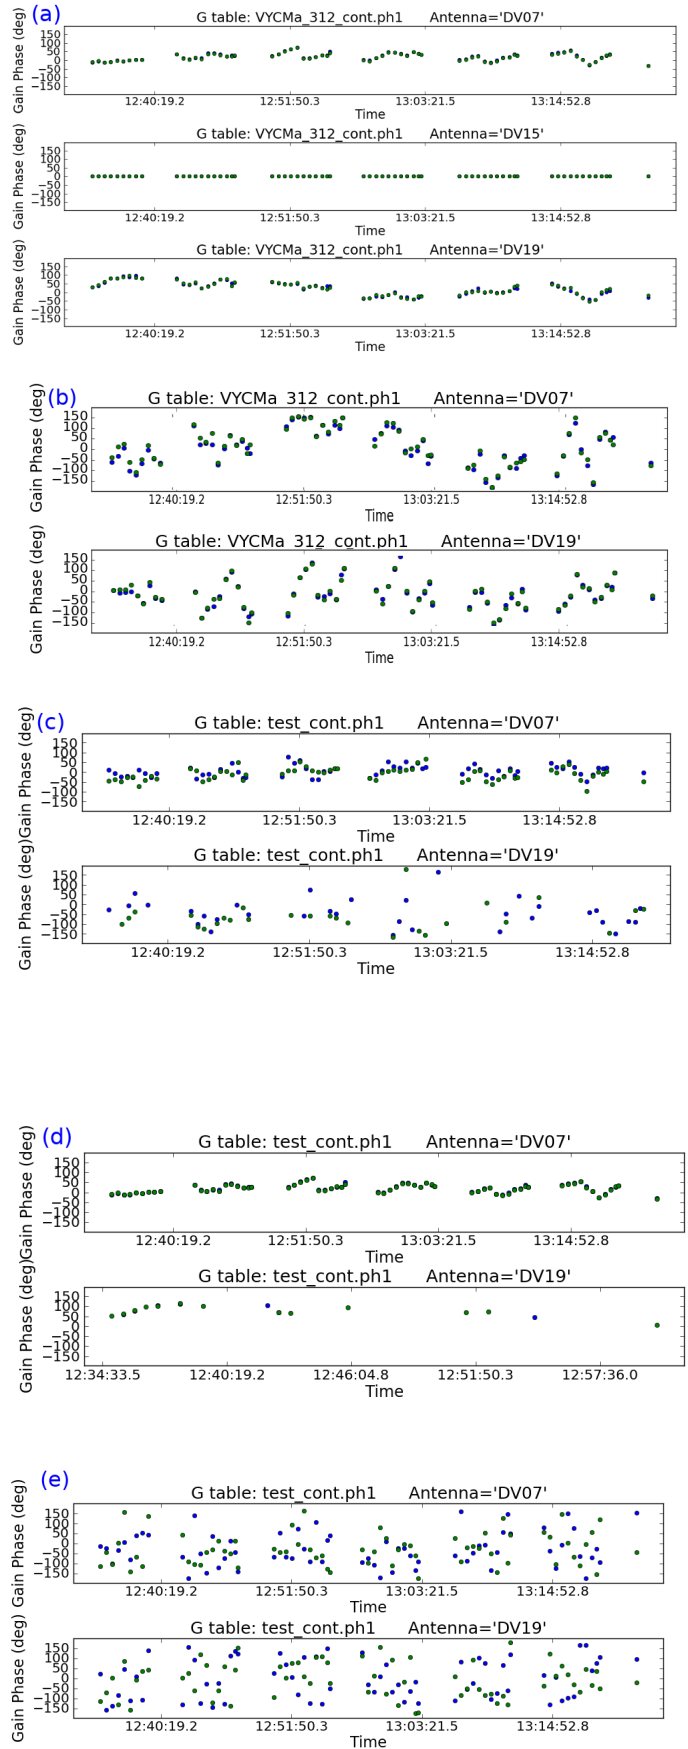 (a)
G table: VYCMa_312_cont.ph1 Antenna='DV07'
Gain Phase (deg)
150
100
50
0
−50
−100
−150
12:40:19.2 12:51:50.3 13:03:21.5 13:14:52.8
Time
G table: VYCMa_312_cont.ph1 Antenna='DV15'
Gain Phase (deg)
150
100
50
0
−50
−100
−150
12:40:19.2 12:51:50.3 13:03:21.5 13:14:52.8
Time
G table: VYCMa_312_cont.ph1 Antenna='DV19'
Gain Phase (deg)
150
100
50
0
−50
−100
−150
12:40:19.2 12:51:50.3 13:03:21.5 13:14:52.8
Time
(b)
G table: VYCMa_312_cont.ph1 Antenna='DV07'
Gain Phase (deg)
150
100
50
0
−50
−100
−150
12:40:19.2 12:51:50.3 13:03:21.5 13:14:52.8
Time
G table: VYCMa_312_cont.ph1 Antenna='DV19'
Gain Phase (deg)
150
100
50
0
−50
−100
−150
12:40:19.2 12:51:50.3 13:03:21.5 13:14:52.8
Time
(c)
G table: test_cont.ph1 Antenna='DV07'
Gain Phase (deg)
150
100
50
0
−50
−100
−150
12:40:19.2 12:51:50.3 13:03:21.5 13:14:52.8
Time
G table: test_cont.ph1 Antenna='DV19'
Gain Phase (deg)
150
100
50
0
−50
−100
−150
12:40:19.2 12:51:50.3 13:03:21.5 13:14:52.8
Time
(d)
G table: test_cont.ph1 Antenna='DV07'
Gain Phase (deg)
150
100
50
0
−50
−100
−150
12:40:19.2 12:51:50.3 13:03:21.5 13:14:52.8
Time
G table: test_cont.ph1 Antenna='DV19'
Gain Phase (deg)
150
100
50
0
−50
−100
−150
12:34:33.5 12:40:19.2 12:46:04.8 12:51:50.3 12:57:36.0
Time
(e)
G table: test_cont.ph1 Antenna='DV07'
Gain Phase (deg)
150
100
50
0
−50
−100
−150
12:40:19.2 12:51:50.3 13:03:21.5 13:14:52.8
Time
G table: test_cont.ph1 Antenna='DV19'
Gain Phase (deg)
150
100
50
0
−50
−100
−150
12:40:19.2 12:51:50.3 13:03:21.5 13:14:52.8
Time